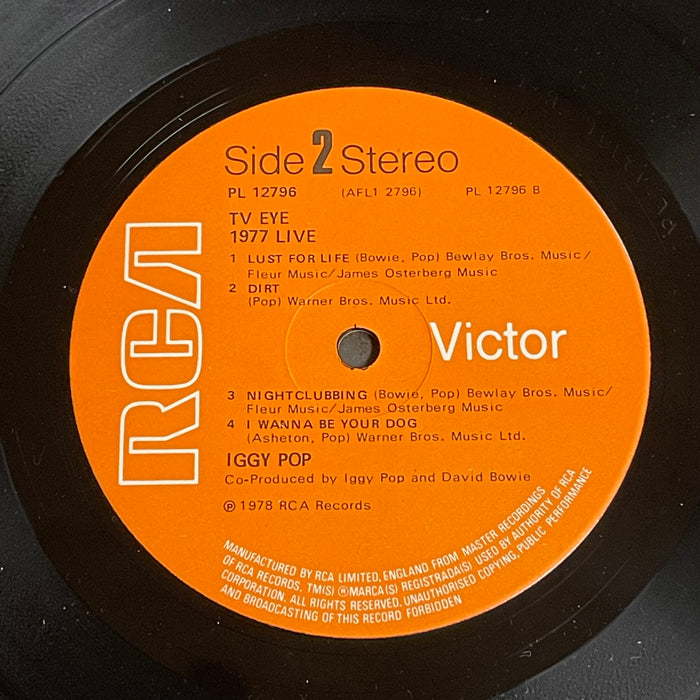 Side 2 Stereo
PL 12796 (AFL1 2796) PL 12796 B
TV EYE
1977 LIVE
1 LUST FOR LIFE (Bowie, Pop) Bewlay Bros. Music/
Fleur Music/James Osterberg Music
2 DIRT
(Pop) Warner Bros. Music Ltd.
RCA
Victor
3 NIGHTCLUBBING (Bowie, Pop) Bewlay Bros. Music/
Fleur Music/James Osterberg Music
4 I WANNA BE YOUR DOG
(Asheton, Pop) Warner Bros. Music Ltd.
IGGY POP
Co-Produced by Iggy Pop and David Bowie
℗ 1978 RCA Records
MANUFACTURED BY RCA LIMITED, ENGLAND FROM MASTER RECORDINGS
OF RCA RECORDS. TM(S) ® MARCA(S) REGISTRADA(S) USED BY AUTHORITY OF RCA
CORPORATION. ALL RIGHTS RESERVED. UNAUTHORISED COPYING, PUBLIC PERFORMANCE
AND BROADCASTING OF THIS RECORD FORBIDDEN